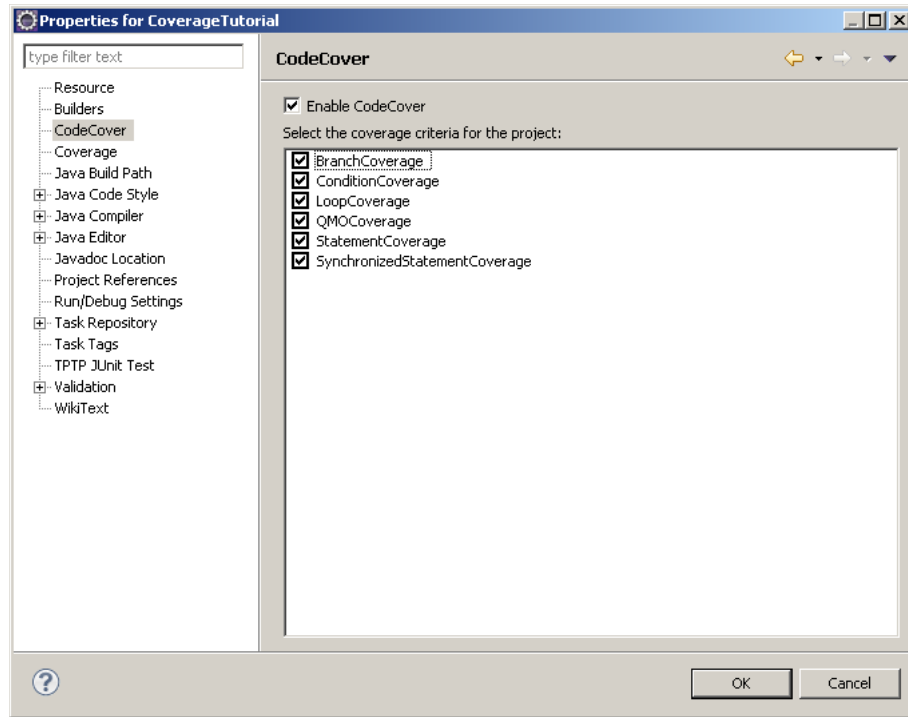 Properties for CoverageTutorial
type filter text
Resource
Builders
CodeCover
Coverage
Java Build Path
Java Code Style
Java Compiler
Java Editor
Javadoc Location
Project References
Run/Debug Settings
Task Repository
Task Tags
TPTP JUnit Test
Validation
WikiText
CodeCover
Enable CodeCover
Select the coverage criteria for the project:
BranchCoverage
ConditionCoverage
LoopCoverage
QMOCoverage
StatementCoverage
SynchronizedStatementCoverage
?
OK
Cancel